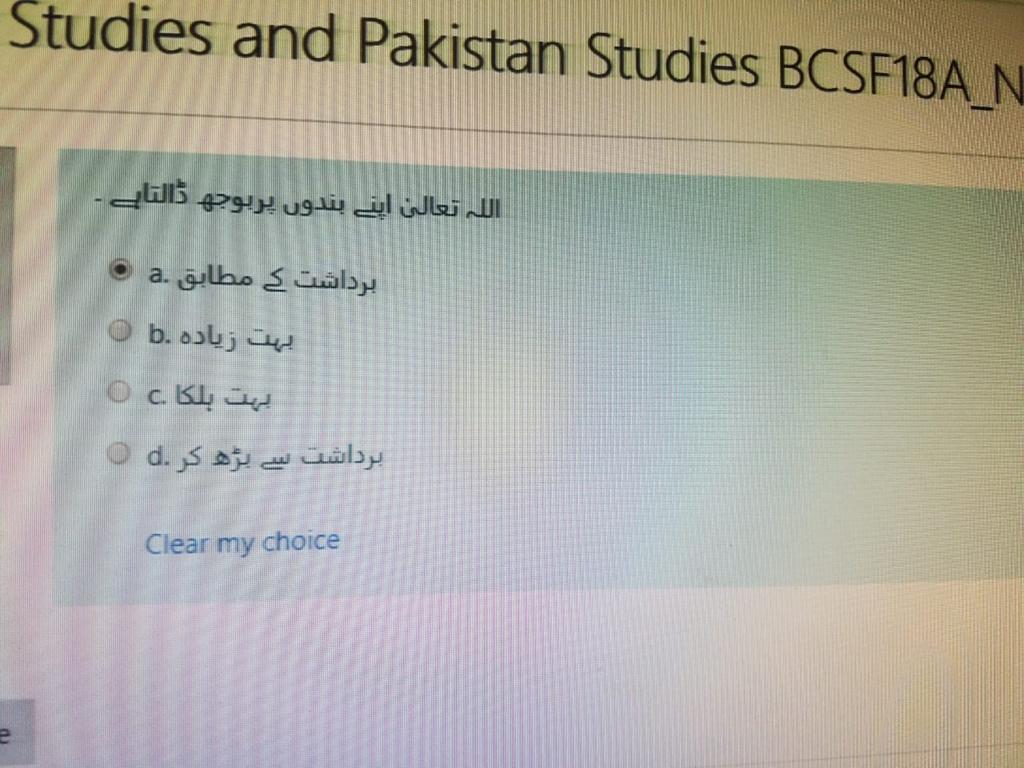 Studies and Pakistan Studies BCSF18A_N
اللہ تعالیٰ اپنے بندوں پربوجھ ڈالتاہے ۔
a. برداشت کے مطابق
b. بہت زیادہ
c. بہت ہلکا
d. برداشت سے بڑھ کر
Clear my choice
e